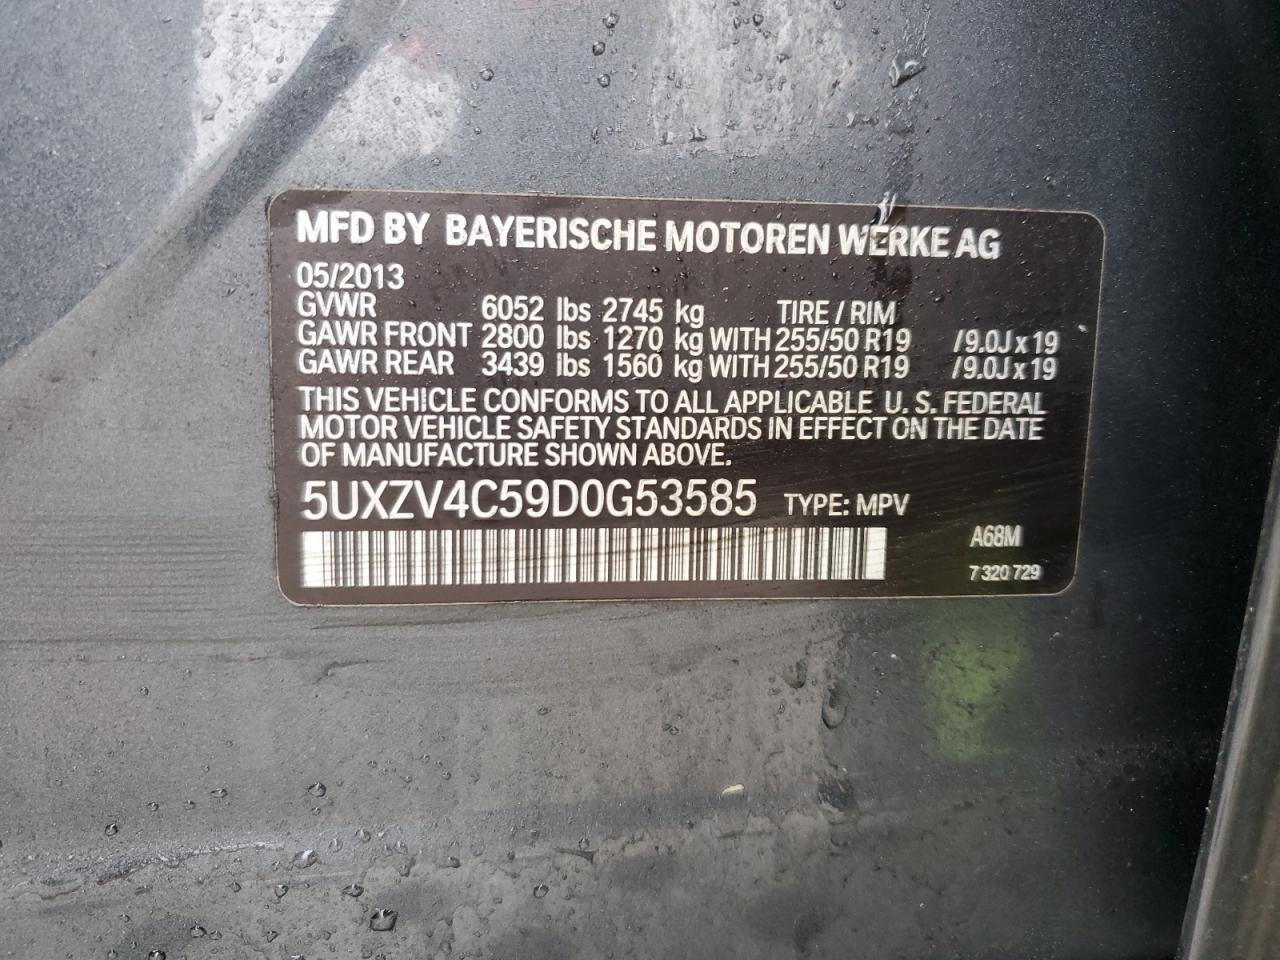 MFD BY BAYERISCHE MOTOREN WERKE AG
05/2013
GVWR 6052 lbs 2745 kg TIRE / RIM
GAWR FRONT 2800 lbs 1270 kg WITH 255/50 R19 /9.0J x 19
GAWR REAR 3439 lbs 1560 kg WITH 255/50 R19 /9.0J x 19
THIS VEHICLE CONFORMS TO ALL APPLICABLE U. S. FEDERAL
MOTOR VEHICLE SAFETY STANDARDS IN EFFECT ON THE DATE
OF MANUFACTURE SHOWN ABOVE.
5UXZV4C59D0G53585 TYPE: MPV
A68M
7 320 729